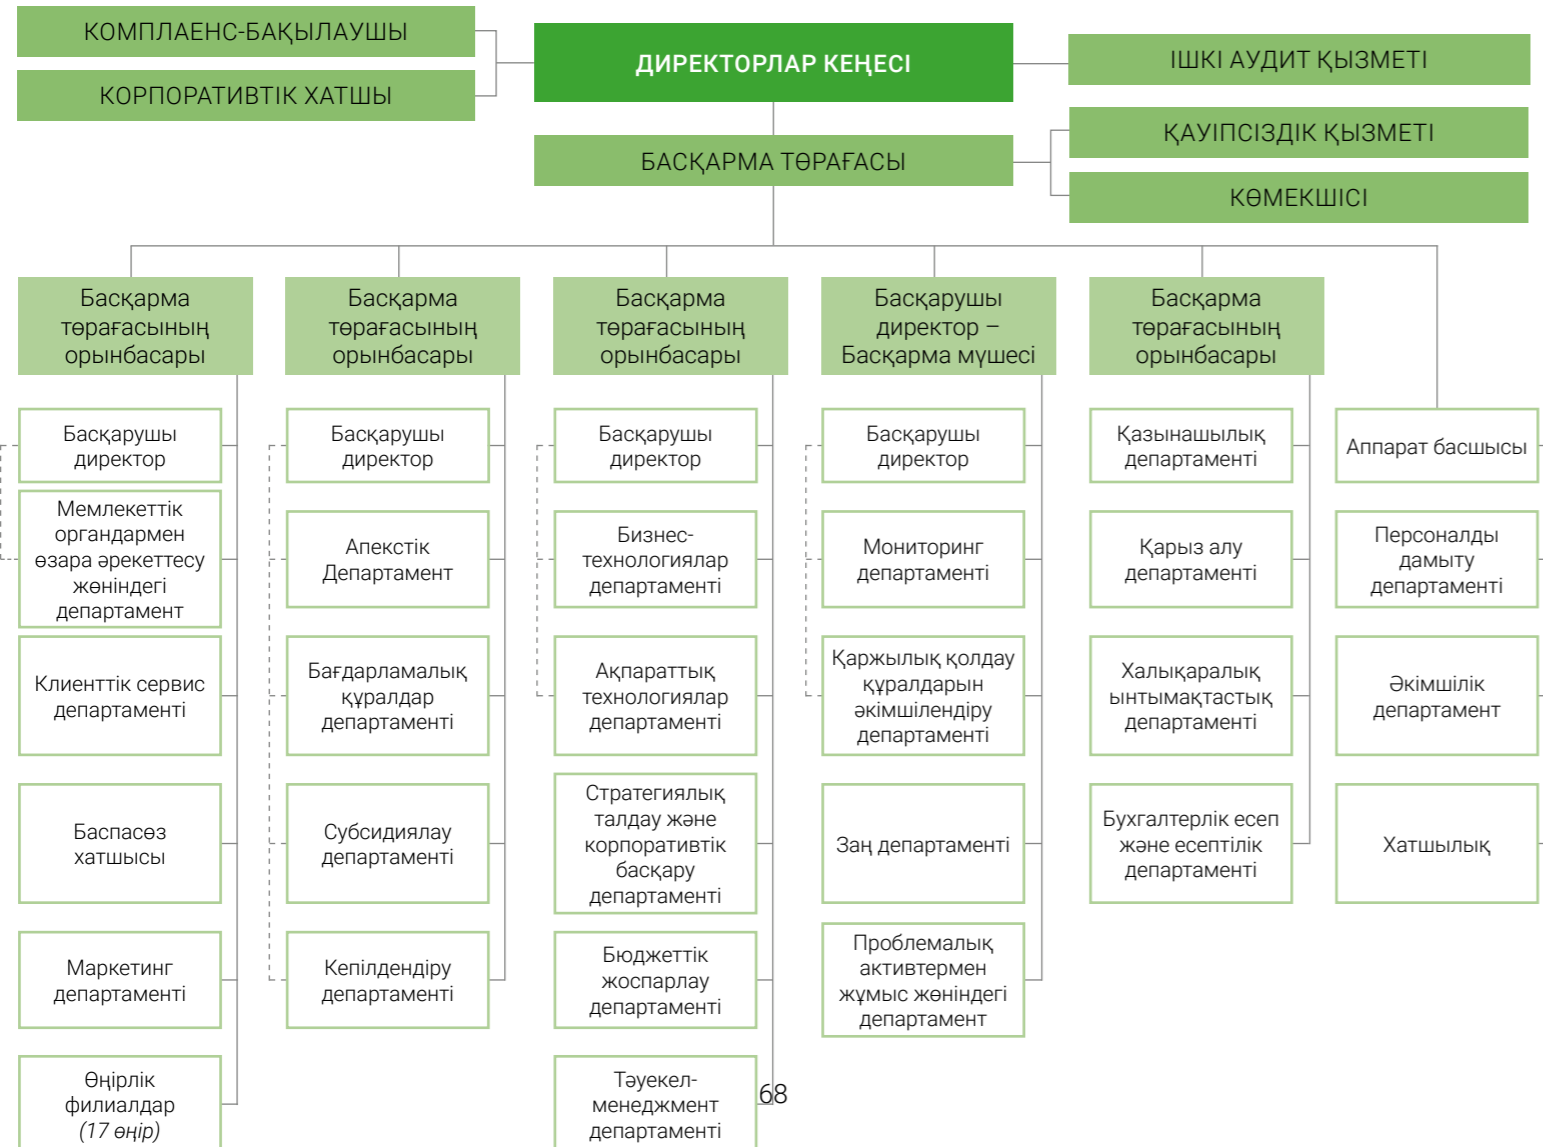 КОМПЛАЕНС-БАҚЫЛАУШЫ
КОРПОРАТИВТІК ХАТШЫ
ДИРЕКТОРЛАР КЕҢЕСІ
ІШКІ АУДИТ ҚЫЗМЕТІ
БАСҚАРМА ТӨРАҒАСЫ
ҚАУІПСІЗДІК ҚЫЗМЕТІ
КӨМЕКШІСІ
Басқарма
төрағасының
орынбасары
Басқарушы
директор
Мемлекеттік
органдармен
өзара әрекеттесу
жөніндегі
департамент
Клиенттік сервис
департаменті
Баспасөз
хатшысы
Маркетинг
департаменті
Өңірлік
филиалдар
(17 өңір)
Басқарма
төрағасының
орынбасары
Басқарушы
директор
Апекстік
Департамент
Бағдарламалық
құралдар
департаменті
Субсидиялау
департаменті
Кепілдендіру
департаменті
Басқарма
төрағасының
орынбасары
Басқарушы
директор
Бизнес-
технологиялар
департаменті
Ақпараттық
технологиялар
департаменті
Стратегиялық
талдау және
корпоративтік
басқару
департаменті
Бюджеттік
жоспарлау
департаменті
Тәуекел-
менеджмент
департаменті
Басқарушы
директор –
Басқарма мүшесі
Басқарушы
директор
Мониторинг
департаменті
Қаржылық қолдау
құралдарын
әкімшілендіру
департаменті
Заң департаменті
Проблемалық
активтермен
жұмыс жөніндегі
департамент
Басқарма
төрағасының
орынбасары
Қазынашылық
департаменті
Қарыз алу
департаменті
Халықаралық
ынтымақтастық
департаменті
Бухгалтерлік есеп
және есептілік
департаменті
Аппарат басшысы
Персоналды
дамыту
департаменті
Әкімшілік
департамент
Хатшылық
68